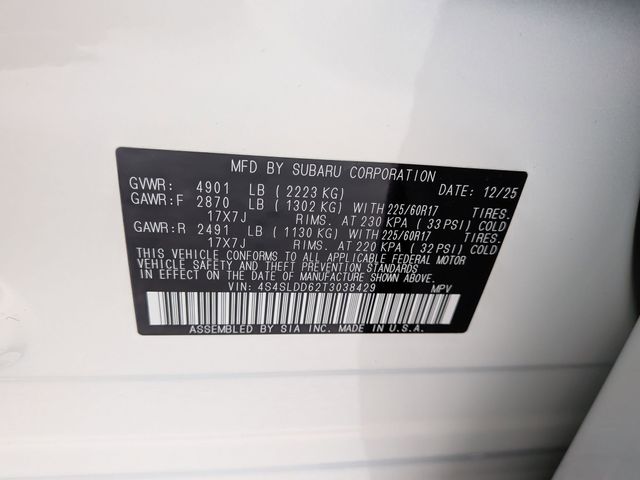 MFD BY SUBARU CORPORATION
GVWR: 4901 LB ( 2223 KG) DATE: 12/25
GAWR:F 2870 LB ( 1302 KG) WITH 225/60R17 TIRES.
17X7J RIMS. AT 230 KPA ( 33 PSI) COLD
GAWR:R 2491 LB ( 1130 KG) WITH 225/60R17 TIRES.
17X7J RIMS. AT 220 KPA ( 32 PSI) COLD
THIS VEHICLE CONFORMS TO ALL APPLICABLE FEDERAL MOTOR
VEHICLE SAFETY AND THEFT PREVENTION STANDARDS
IN EFFECT ON THE DATE OF MANUFACTURE SHOWN ABOVE.
VIN: 4S4SLDD62T3038429 MPV
ASSEMBLED BY SIA INC. MADE IN U.S.A.